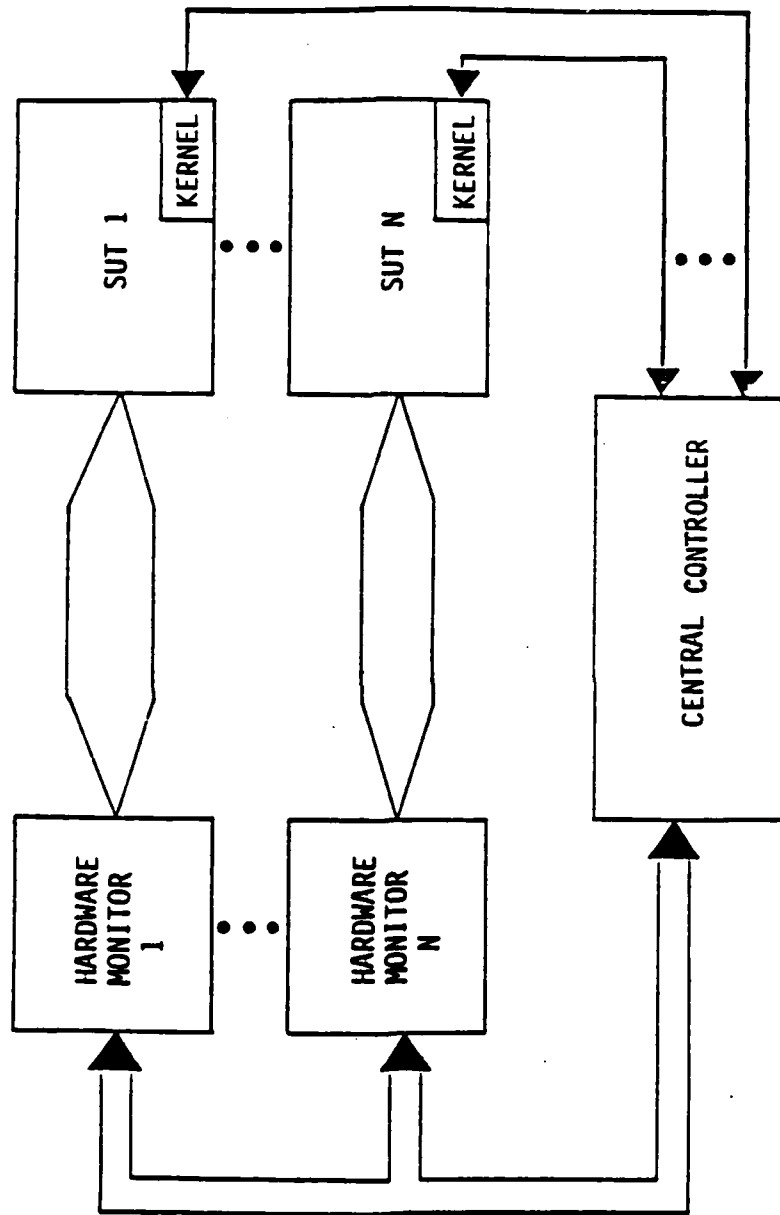 HARDWARE
MONITOR
1
SUT 1
KERNEL
HARDWARE
MONITOR
N
SUT N
KERNEL
CENTRAL CONTROLLER